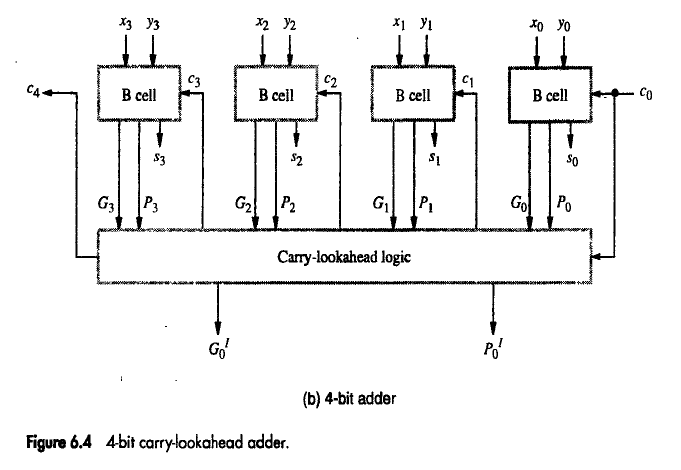 x3 y3 x2 y2 x1 y1 x0 y0
c4 B cell c3 B cell c2 B cell c1 B cell c0
s3 s2 s1 s0
G3 P3 G2 P2 G1 P1 G0 P0
Carry-lookahead logic
G0^I P0^I
(b) 4-bit adder
Figure 6.4 4-bit carry-lookahead adder.